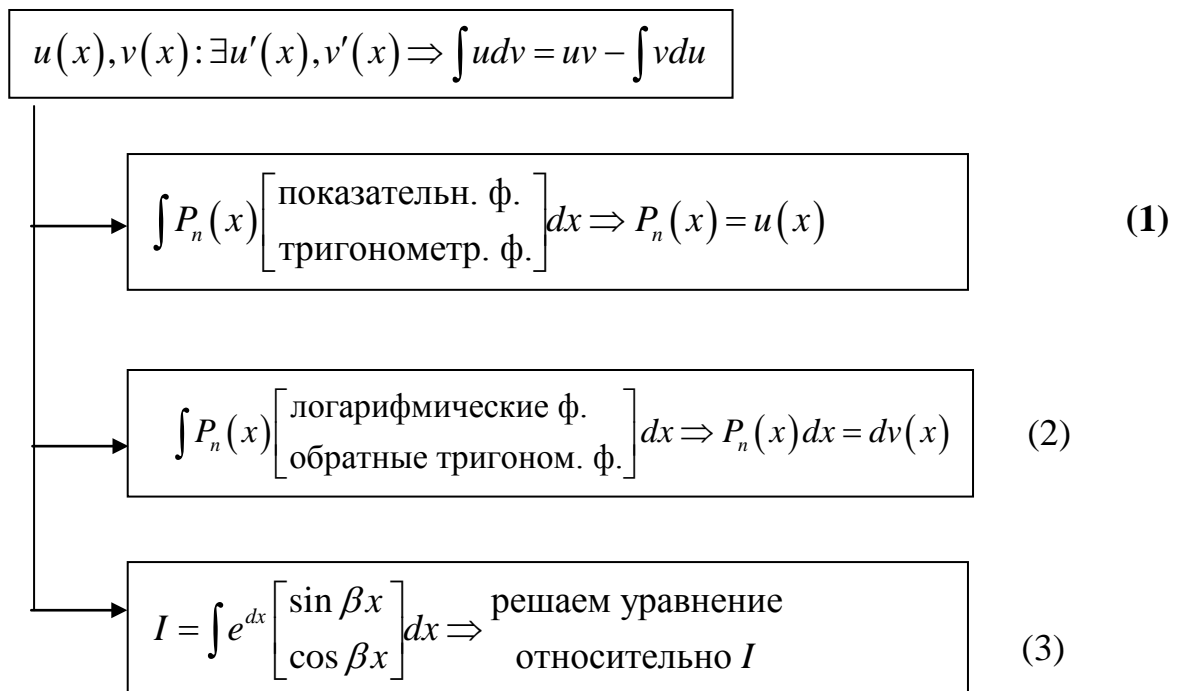 u(x), v(x): ∃u′(x), v′(x) ⇒ ∫udv = uv − ∫vdu
∫Pₙ(x)[показательн. ф.
тригонометр. ф.]dx ⇒ Pₙ(x) = u(x) (1)
∫Pₙ(x)[логарифмические ф.
обратные тригоном. ф.]dx ⇒ Pₙ(x)dx = dv(x) (2)
I = ∫e^{dx}[sin βx
cos βx]dx ⇒ решаем уравнение
относительно I (3)